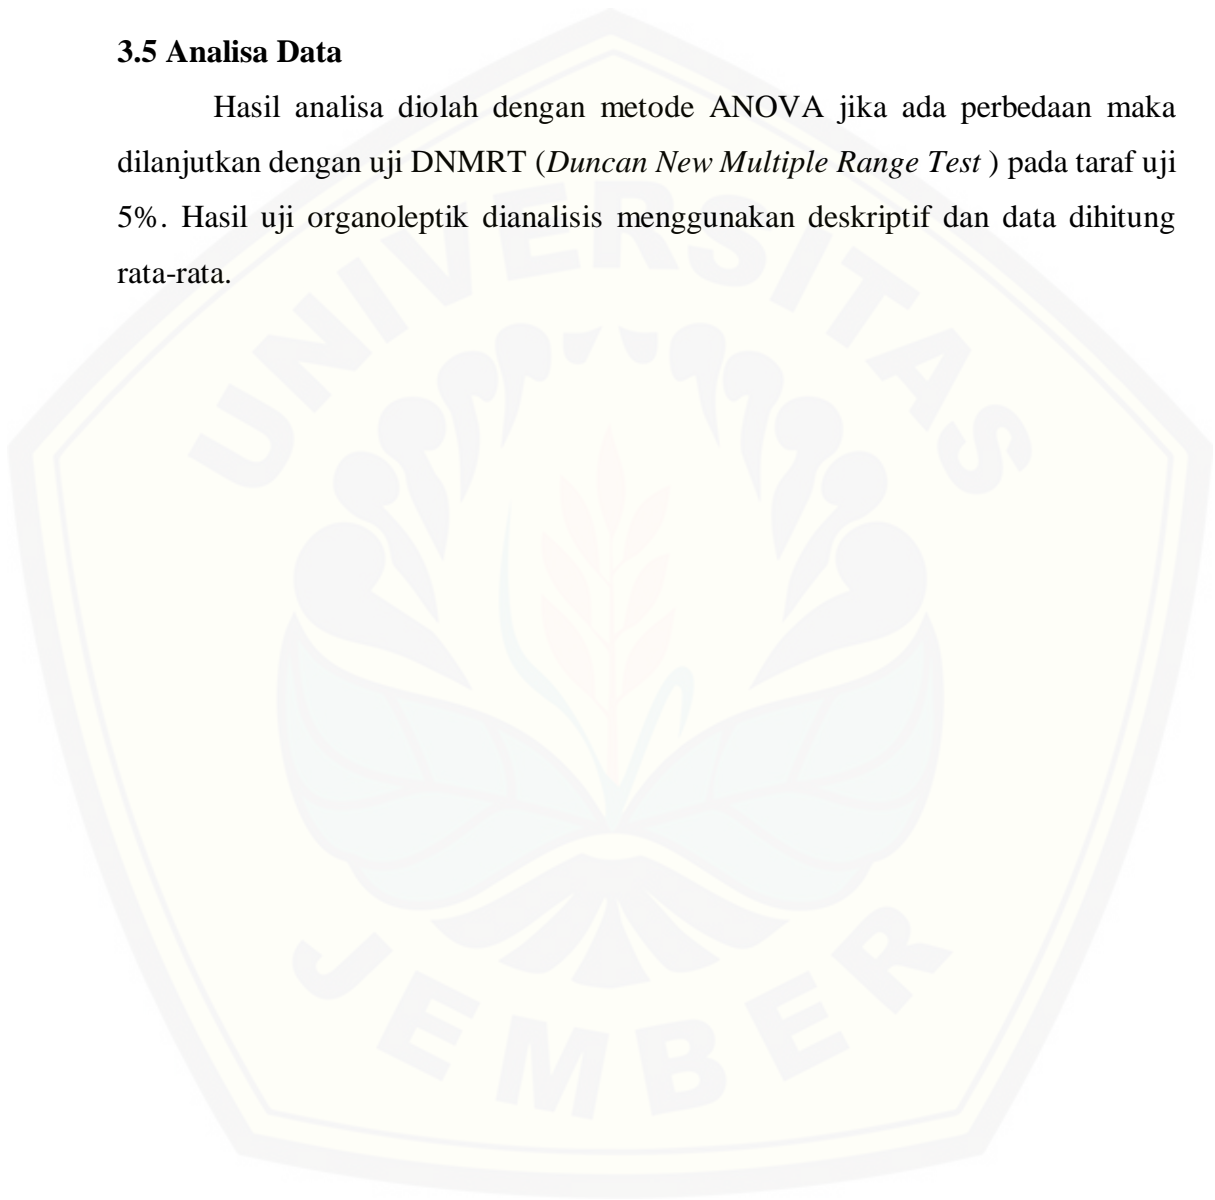 3.5 Analisa Data
Hasil analisa diolah dengan metode ANOVA jika ada perbedaan maka
dilanjutkan dengan uji DNMRT (Duncan New Multiple Range Test ) pada taraf uji
5%. Hasil uji organoleptik dianalisis menggunakan deskriptif dan data dihitung
rata-rata.
UNIVERSITAS
JEMBER